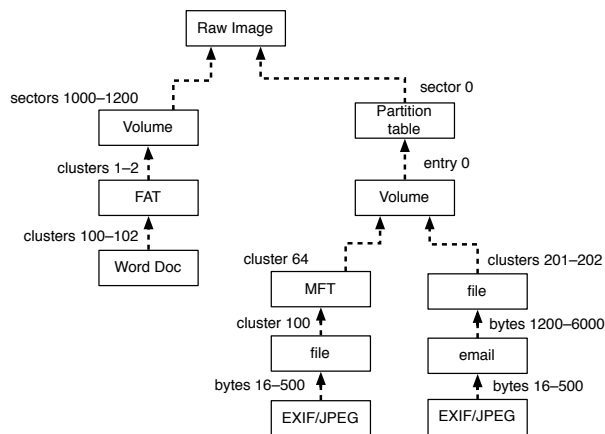 Raw Image
sector 0
sectors 1000–1200
Volume
Partition
table
clusters 1–2
entry 0
FAT
Volume
clusters 100–102
Word Doc
cluster 64
clusters 201–202
MFT
file
cluster 100
bytes 1200–6000
file
email
bytes 16–500
bytes 16–500
EXIF/JPEG
EXIF/JPEG